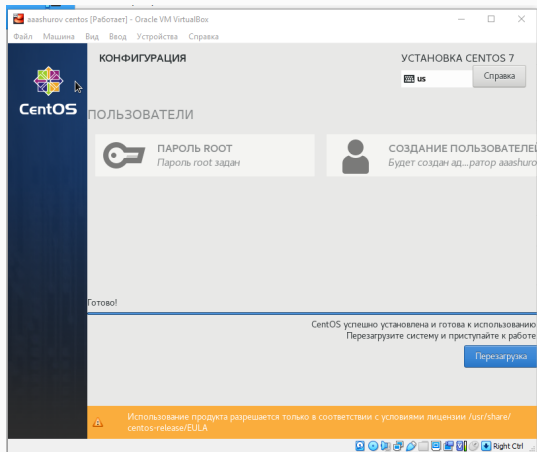 aaashurov centos [Работает] - Oracle VM VirtualBox
Файл Машина Вид Ввод Устройства Справка
КОНФИГУРАЦИЯ
УСТАНОВКА CENTOS 7
us
Справка
CentOS
ПОЛЬЗОВАТЕЛИ
ПАРОЛЬ ROOT
Пароль root задан
СОЗДАНИЕ ПОЛЬЗОВАТЕЛЕЙ
Будет создан ад...ратор aaashuro
Готово!
CentOS успешно установлена и готова к использованию
Перезагрузите систему и приступайте к работе
Перезагрузка
Использование продукта разрешается только в соответствии с условиями лицензии /usr/share/
centos-release/EULA
Right Ctrl